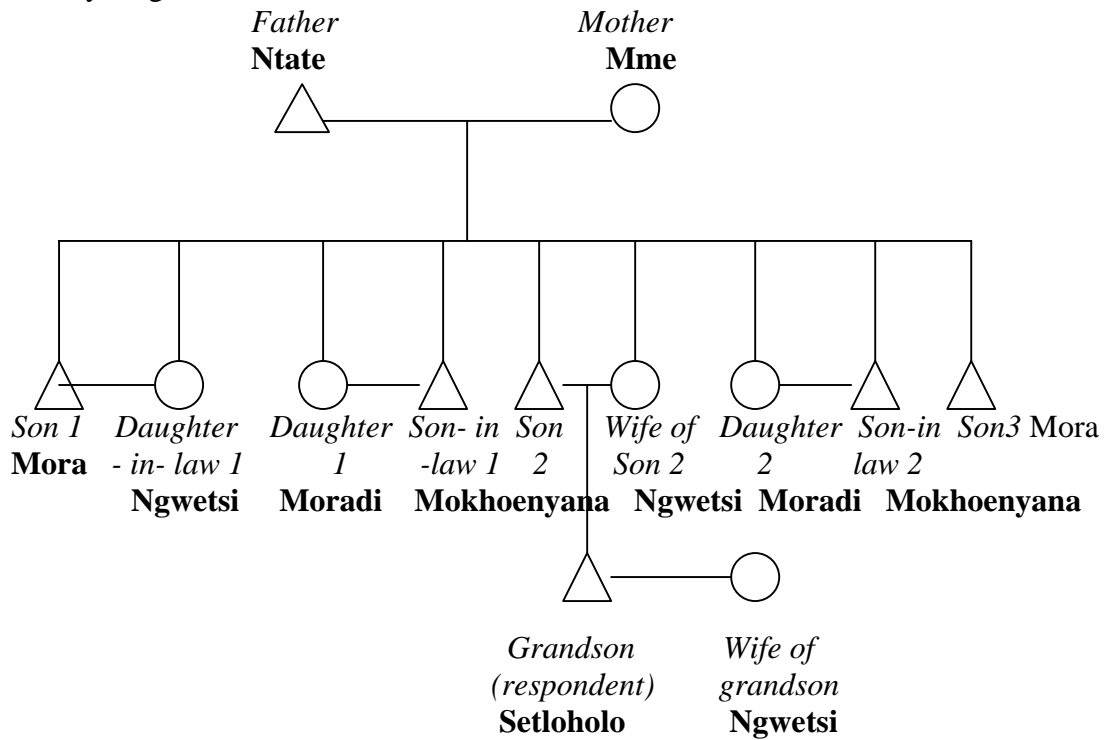 Father Mother
Ntate Mme
Son 1 Daughter Daughter Son- in Son Wife of Daughter Son-in Son3 Mora
Mora - in- law 1 1 -law 1 2 Son 2 2 law 2
Ngwetsi Moradi Mokhoenyana Ngwetsi Moradi Mokhoenyana
Grandson Wife of
(respondent) grandson
Setloholo Ngwetsi